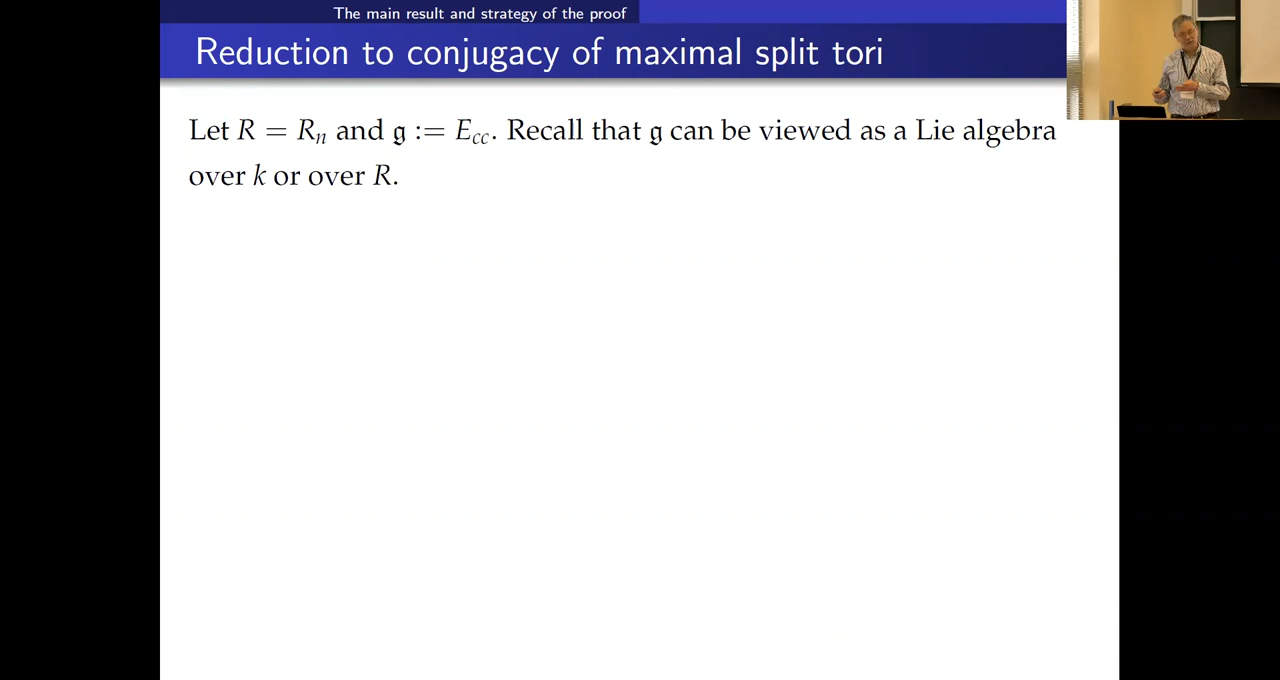 The main result and strategy of the proof
Reduction to conjugacy of maximal split tori
Let R = Rₙ and 𝔤 := E_cc. Recall that 𝔤 can be viewed as a Lie algebra
over k or over R.